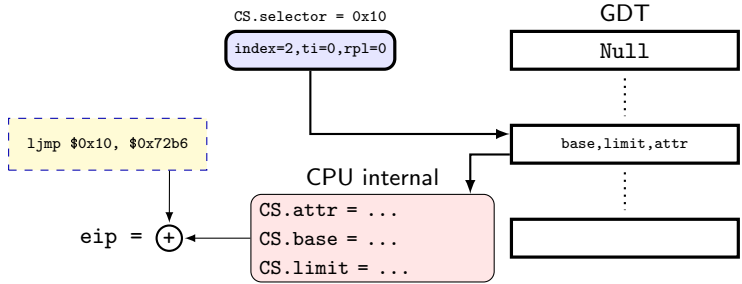 CS.selector = 0x10
GDT
index=2,ti=0,rpl=0
Null
ljmp $0x10, $0x72b6
base,limit,attr
CPU internal
CS.attr = ...
CS.base = ...
CS.limit = ...
eip = +